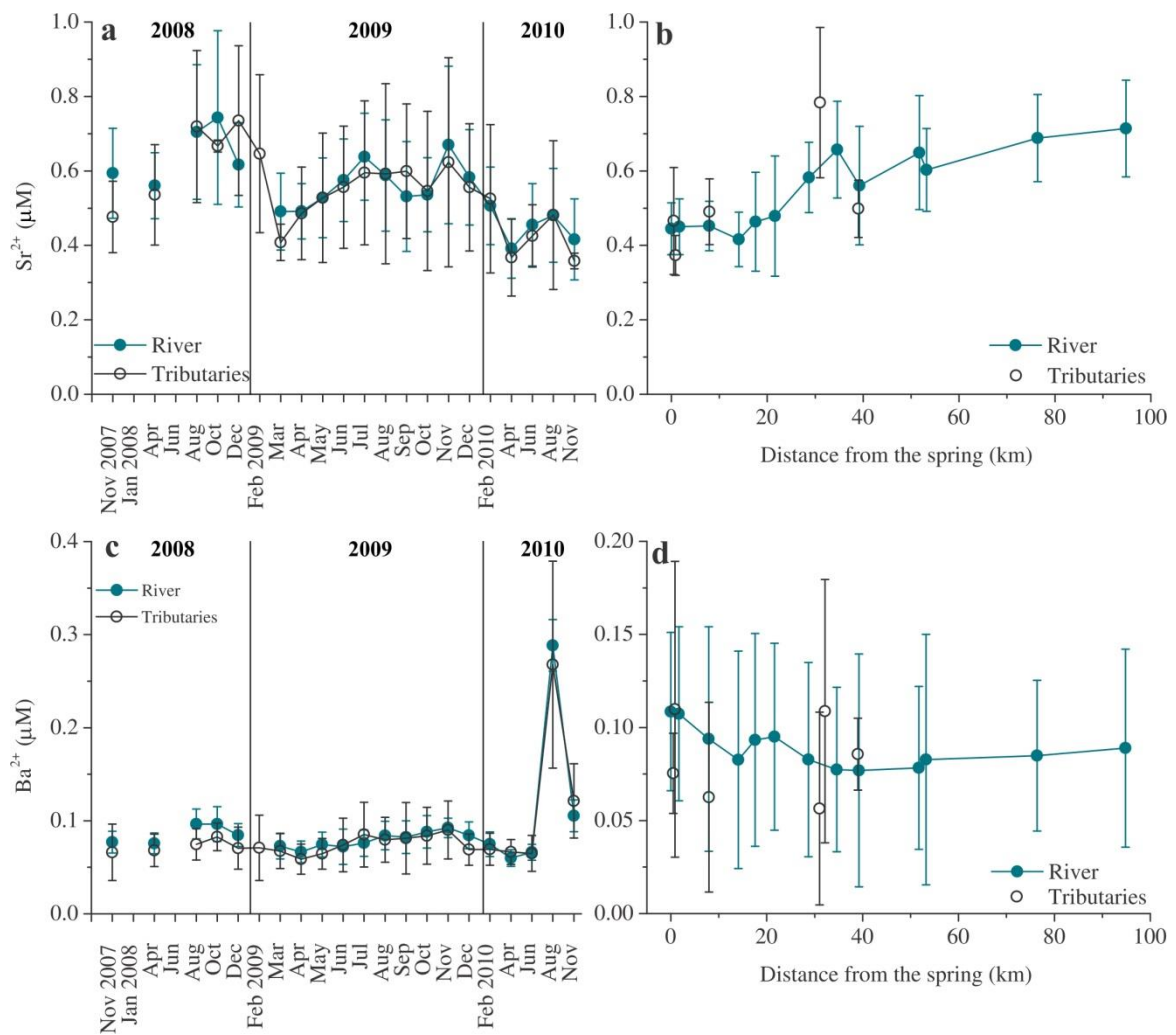 a
2008
2009
2010
1.0
0.8
0.6
0.4
0.2
0.0
Sr²⁺ (μM)
River
Tributaries
Nov 2007
Jan 2008
Apr
Jun
Aug
Oct
Dec
Feb 2009
Mar
Apr
May
Jun
Jul
Aug
Sep
Oct
Nov
Dec
Feb 2010
Apr
Jun
Aug
Nov
b
1.0
0.8
0.6
0.4
0.2
0.0
River
Tributaries
0 20 40 60 80 100
Distance from the spring (km)
c
2008
2009
2010
0.4
0.3
0.2
0.1
0.0
Ba²⁺ (μM)
River
Tributaries
Nov 2007
Jan 2008
Apr
Jun
Aug
Oct
Dec
Feb 2009
Mar
Apr
May
Jun
Jul
Aug
Sep
Oct
Nov
Dec
Feb 2010
Apr
Jun
Aug
Nov
d
0.20
0.15
0.10
0.05
0.00
River
Tributaries
0 20 40 60 80 100
Distance from the spring (km)